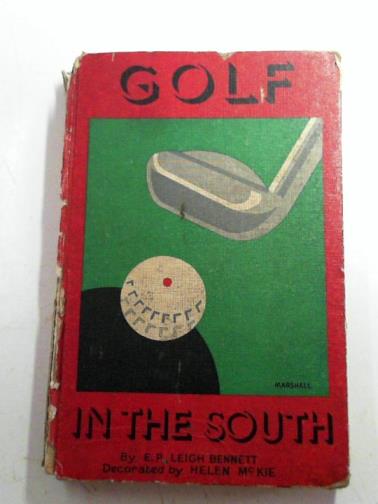 GOLF
MARSHALL
IN THE SOUTH
By E.P. LEIGH BENNETT
Decorated by HELEN McKIE